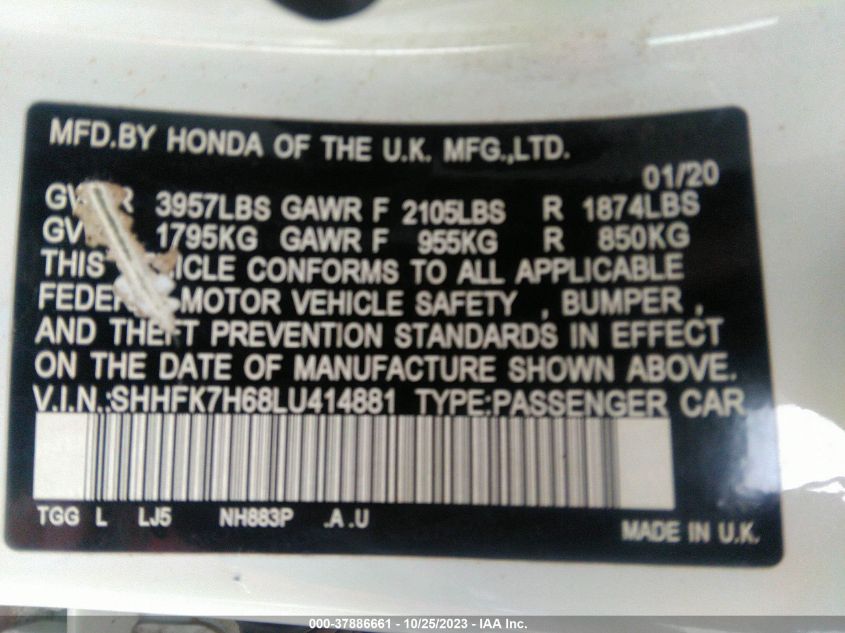 MFD.BY HONDA OF THE U.K. MFG.,LTD.
01/20
3957LBS GAWR F 2105LBS R 1874LBS
1795KG GAWR F 955KG R 850KG
THIS CONFORMS TO ALL APPLICABLE
MOTOR VEHICLE SAFETY , BUMPER ,
AND THEFT PREVENTION STANDARDS IN EFFECT
ON THE DATE OF MANUFACTURE SHOWN ABOVE.
V.I.N.:SHHFK7H68LU414881 TYPE:PASSENGER CAR
TGG L LJ5 NH883P .A .U
MADE IN U.K.
000-37886661 - 10/25/2023 - IAA Inc.